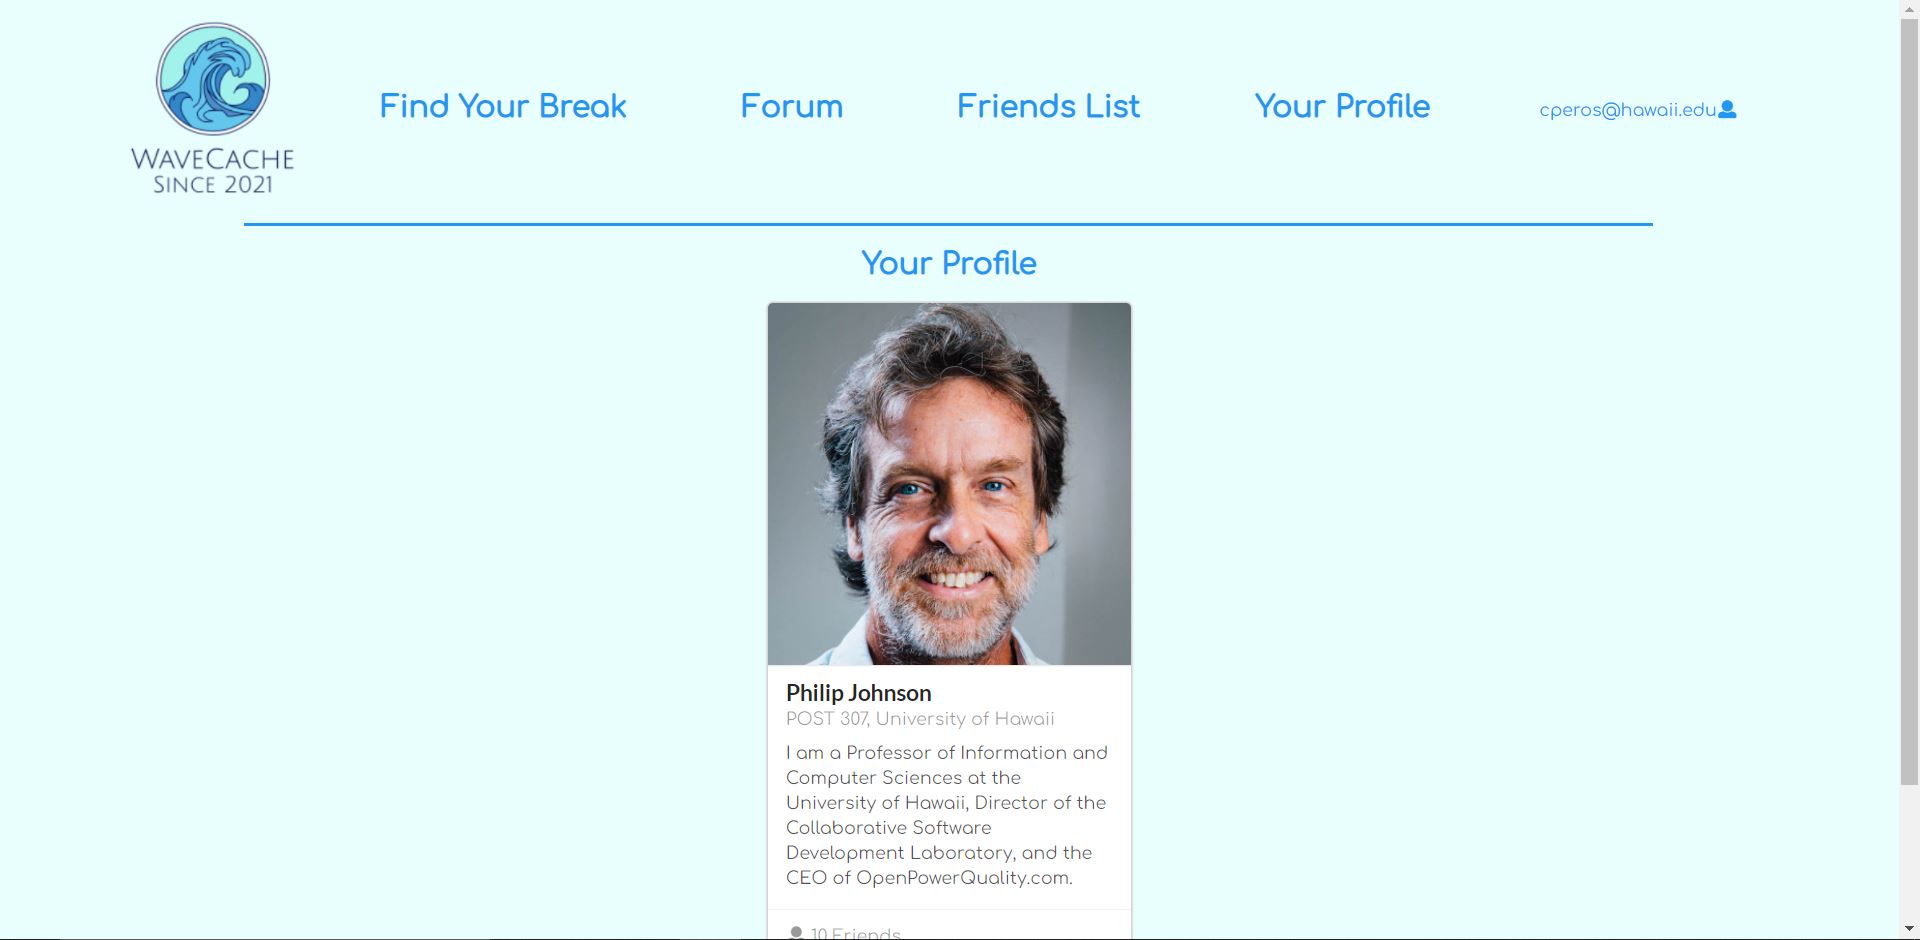 WAVECACHE
SINCE 2021
Find Your Break
Forum
Friends List
Your Profile
cperos@hawaii.edu
Your Profile
Philip Johnson
POST 307, University of Hawaii
I am a Professor of Information and
Computer Sciences at the
University of Hawaii, Director of the
Collaborative Software
Development Laboratory, and the
CEO of OpenPowerQuality.com.
10 Friends